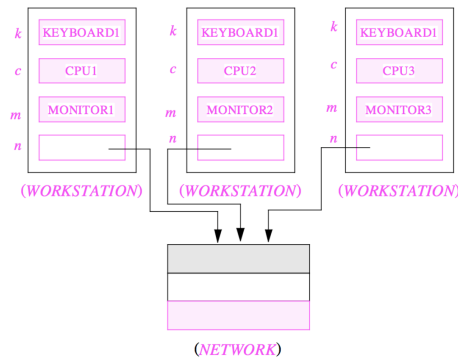 k KEYBOARD1 k KEYBOARD1 k KEYBOARD1
c CPU1 c CPU2 c CPU3
m MONITOR1 m MONITOR2 m MONITOR3
n n n
(WORKSTATION) (WORKSTATION) (WORKSTATION)
(NETWORK)